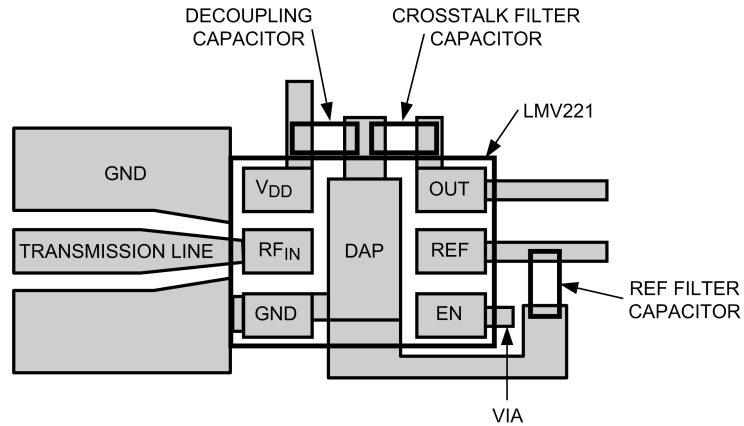 DECOUPLING
CAPACITOR
CROSSTALK FILTER
CAPACITOR
LMV221
GND
VDD
OUT
TRANSMISSION LINE
RFIN
DAP
REF
GND
EN
REF FILTER
CAPACITOR
VIA